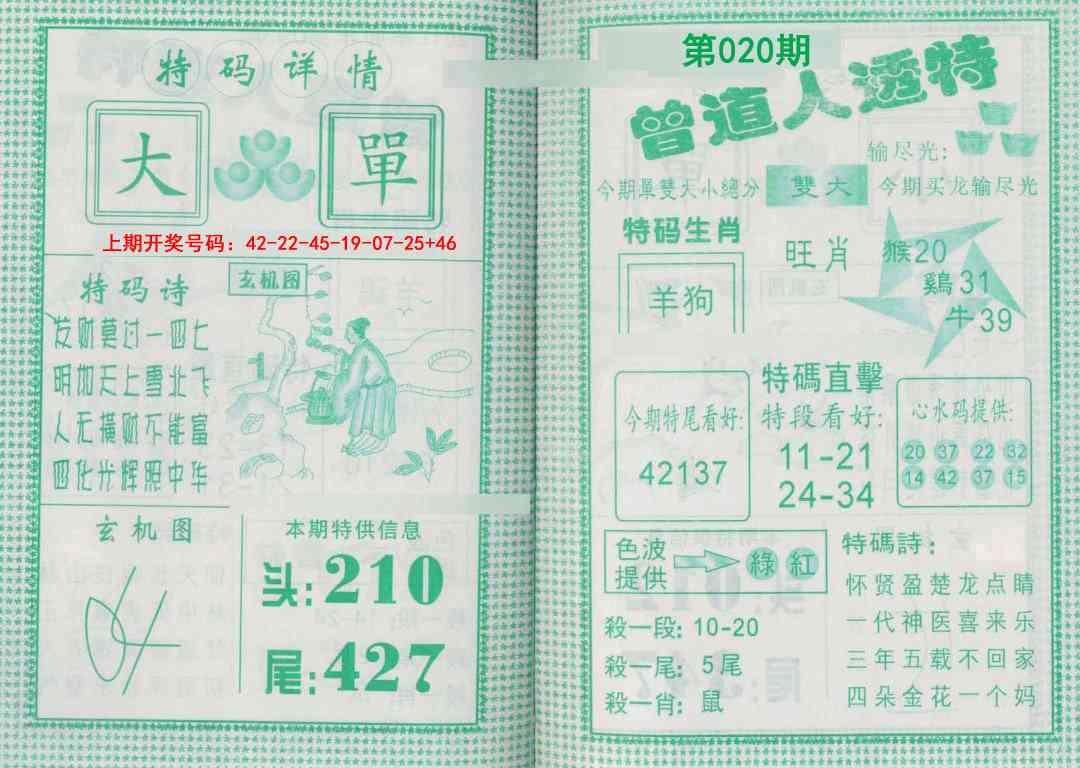 特码详情
大 單
上期开奖号码：42-22-45-19-07-25+46
特码诗
发财莫过一四七
明加天上雪北飞
人无横财不能富
四化光辉照中华
玄机图
1
玄机图
本期特供信息
头:210
尾:427
第020期
曾道人透特
输尽光:
今期單雙大小總分 雙大 今期买龙输尽光
特码生肖
羊狗
旺肖
猴20
鷄31
牛39
今期特尾看好:
42137
特碼直擊
特段看好:
11-21
24-34
心水码提供:
20 37 22 32
14 42 37 15
色波提供 綠 紅
殺一段: 10-20
殺一尾: 5尾
殺一肖: 鼠
特碼詩:
怀贤盈楚龙点睛
一代神医喜来乐
三年五载不回家
四朵金花一个妈